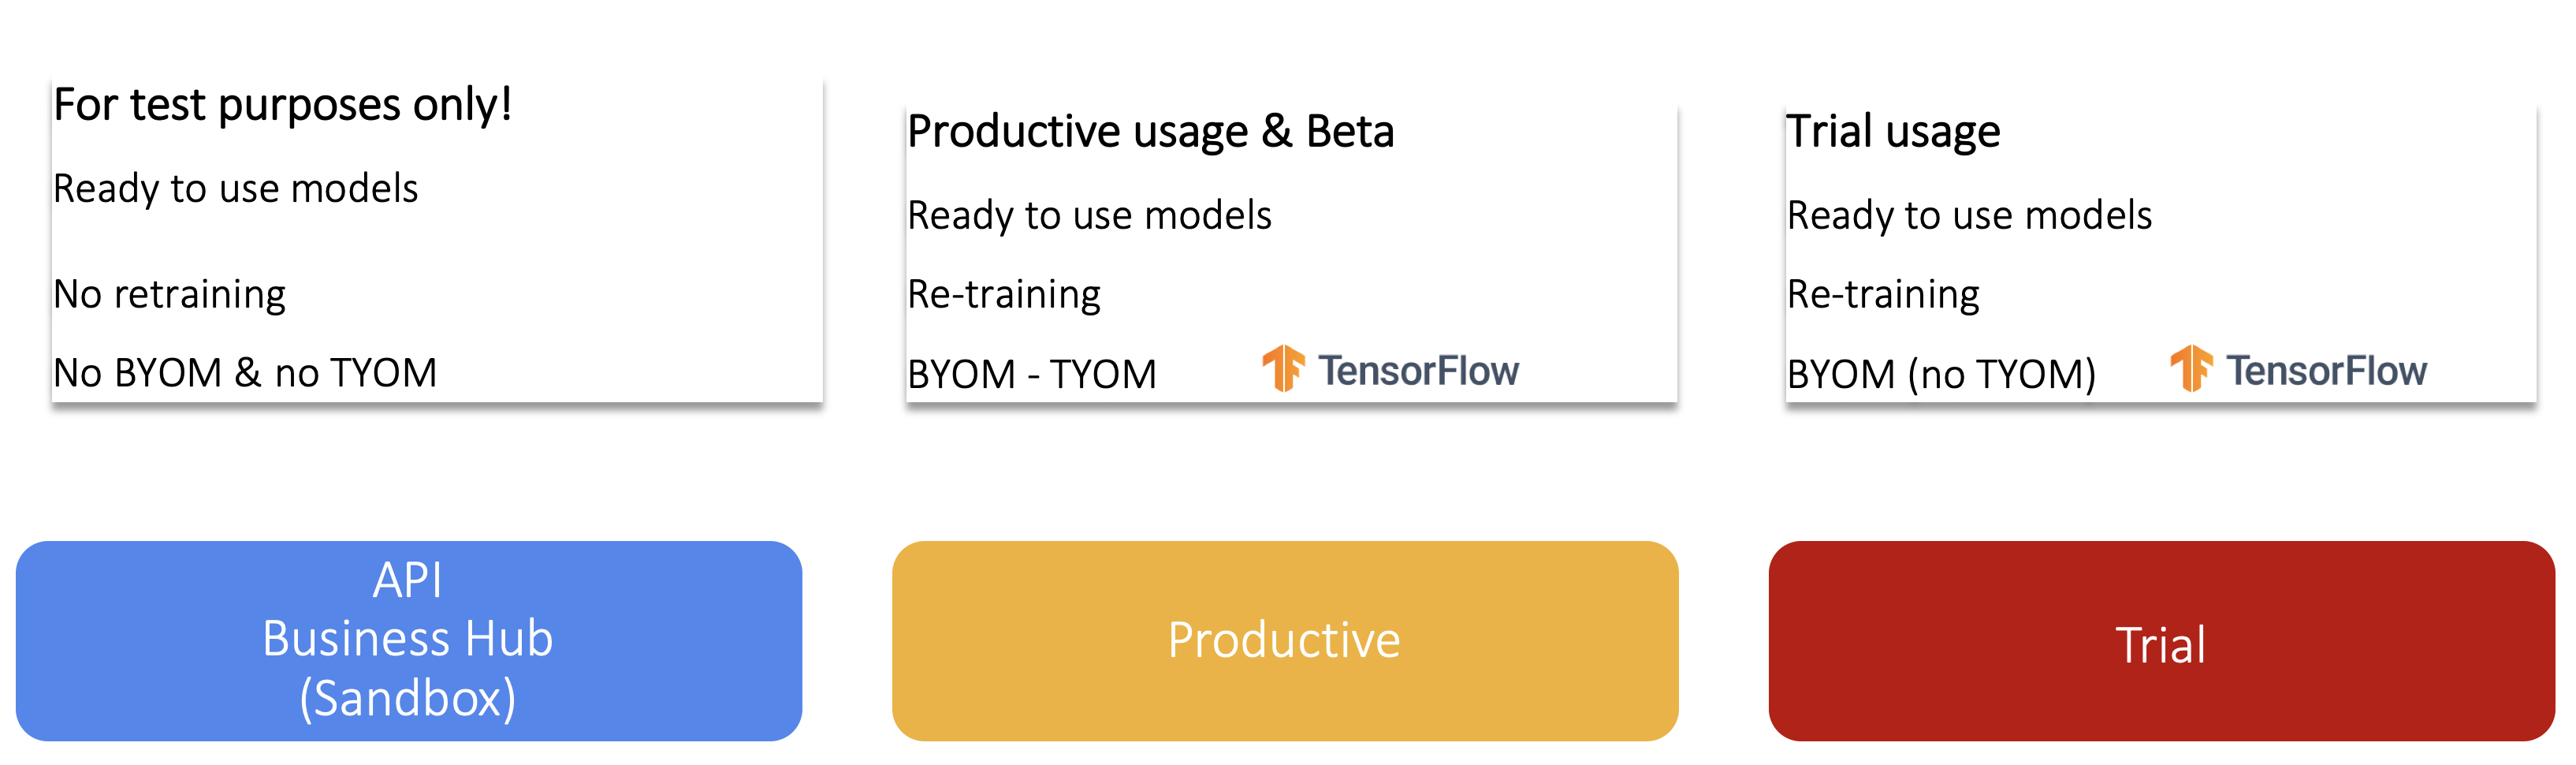 For test purposes only!
Ready to use models
No retraining
No BYOM & no TYOM
Productive usage & Beta
Ready to use models
Re-training
BYOM - TYOM
TensorFlow
Trial usage
Ready to use models
Re-training
BYOM (no TYOM)
TensorFlow
API
Business Hub
(Sandbox)
Productive
Trial